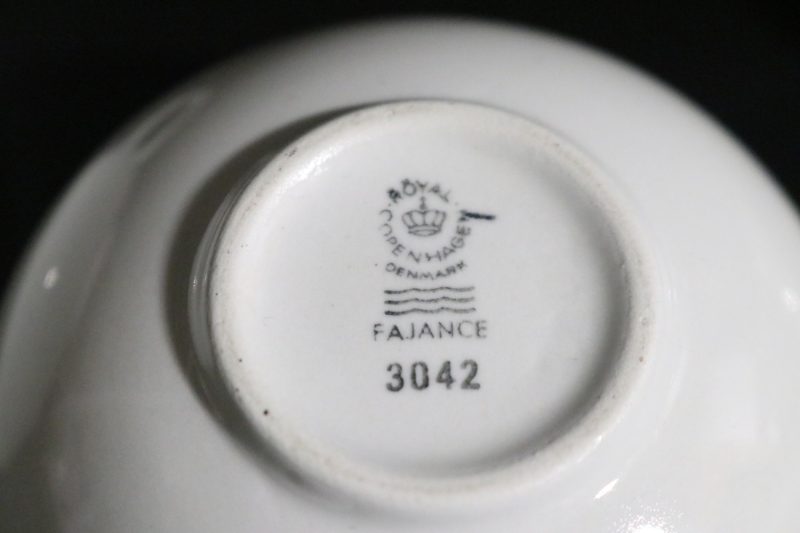 ROYAL
COPENHAGEN
DENMARK
FAJANCE
3042